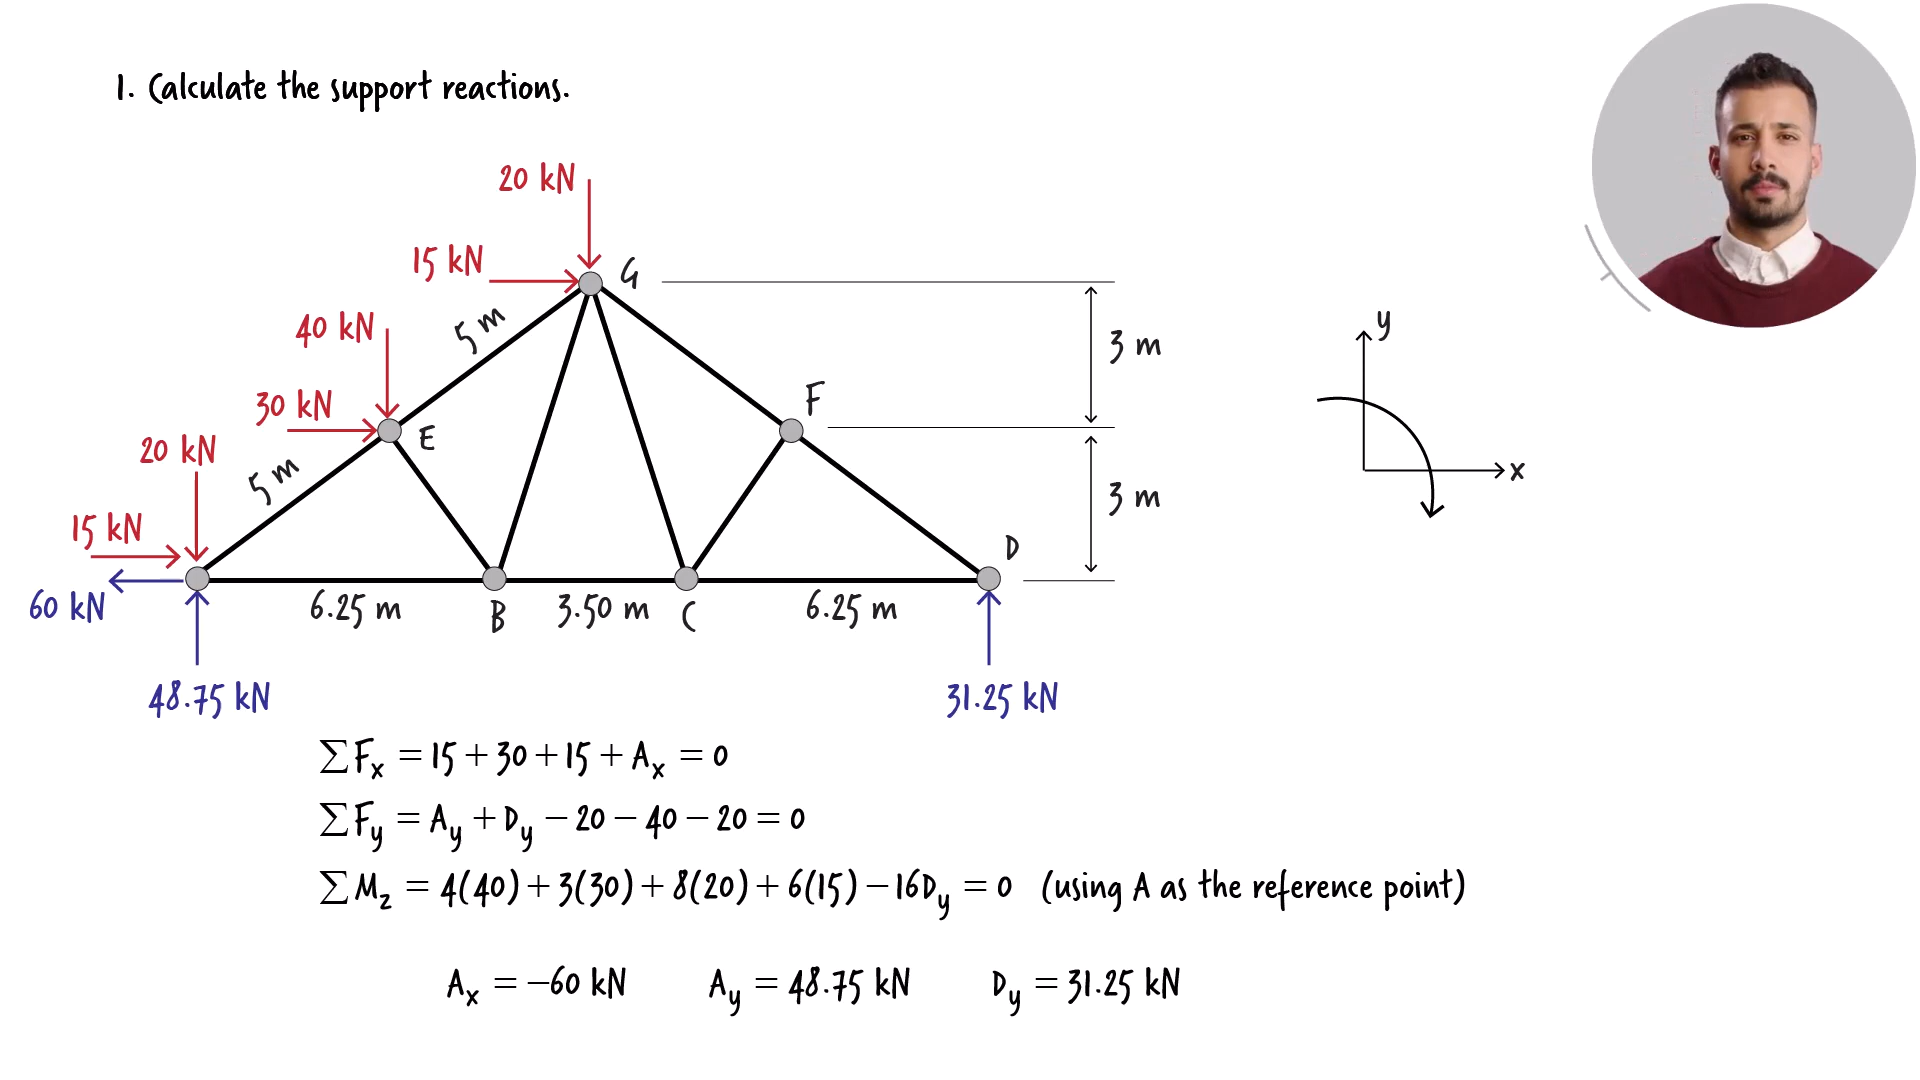 1. Calculate the support reactions.
20 kN
15 kN
G
5 m
40 kN
3 m
y
30 kN
F
E
20 kN
x
5 m
3 m
15 kN
D
60 kN
6.25 m
B
3.50 m
C
6.25 m
48.75 kN
31.25 kN
∑Fx = 15 + 30 + 15 + Ax = 0
∑Fy = Ay + Dy − 20 − 40 − 20 = 0
∑Mz = 4(40) + 3(30) + 8(20) + 6(15) − 16Dy = 0 (using A as the reference point)
Ax = −60 kN Ay = 48.75 kN Dy = 31.25 kN